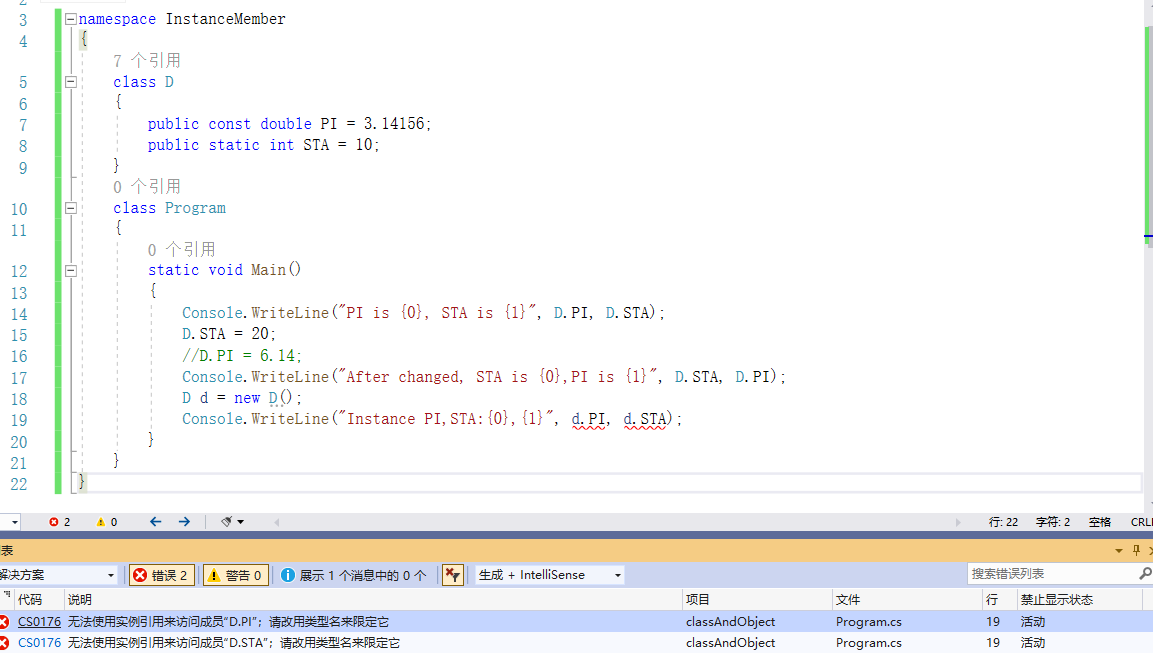 3 namespace InstanceMember
4 {
7 个引用
5 class D
6 {
7 public const double PI = 3.14156;
8 public static int STA = 10;
9 }
0 个引用
10 class Program
11 {
0 个引用
12 static void Main()
13 {
14 Console.WriteLine("PI is {0}, STA is {1}", D.PI, D.STA);
15 D.STA = 20;
16 //D.PI = 6.14;
17 Console.WriteLine("After changed, STA is {0},PI is {1}", D.STA, D.PI);
18 D d = new D();
19 Console.WriteLine("Instance PI,STA:{0},{1}", d.PI, d.STA);
20 }
21 }
22 }
2 0 行: 22 字符: 2 空格 CRL
表
解决方案 错误 2 警告 0 展示 1 个消息中的 0 个 生成 + IntelliSense 搜索错误列表
代码 说明 项目 文件 行 禁止显示状态
CS0176 无法使用实例引用来访问成员“D.PI”；请改用类型名来限定它 classAndObject Program.cs 19 活动
CS0176 无法使用实例引用来访问成员“D.STA”；请改用类型名来限定它 classAndObject Program.cs 19 活动